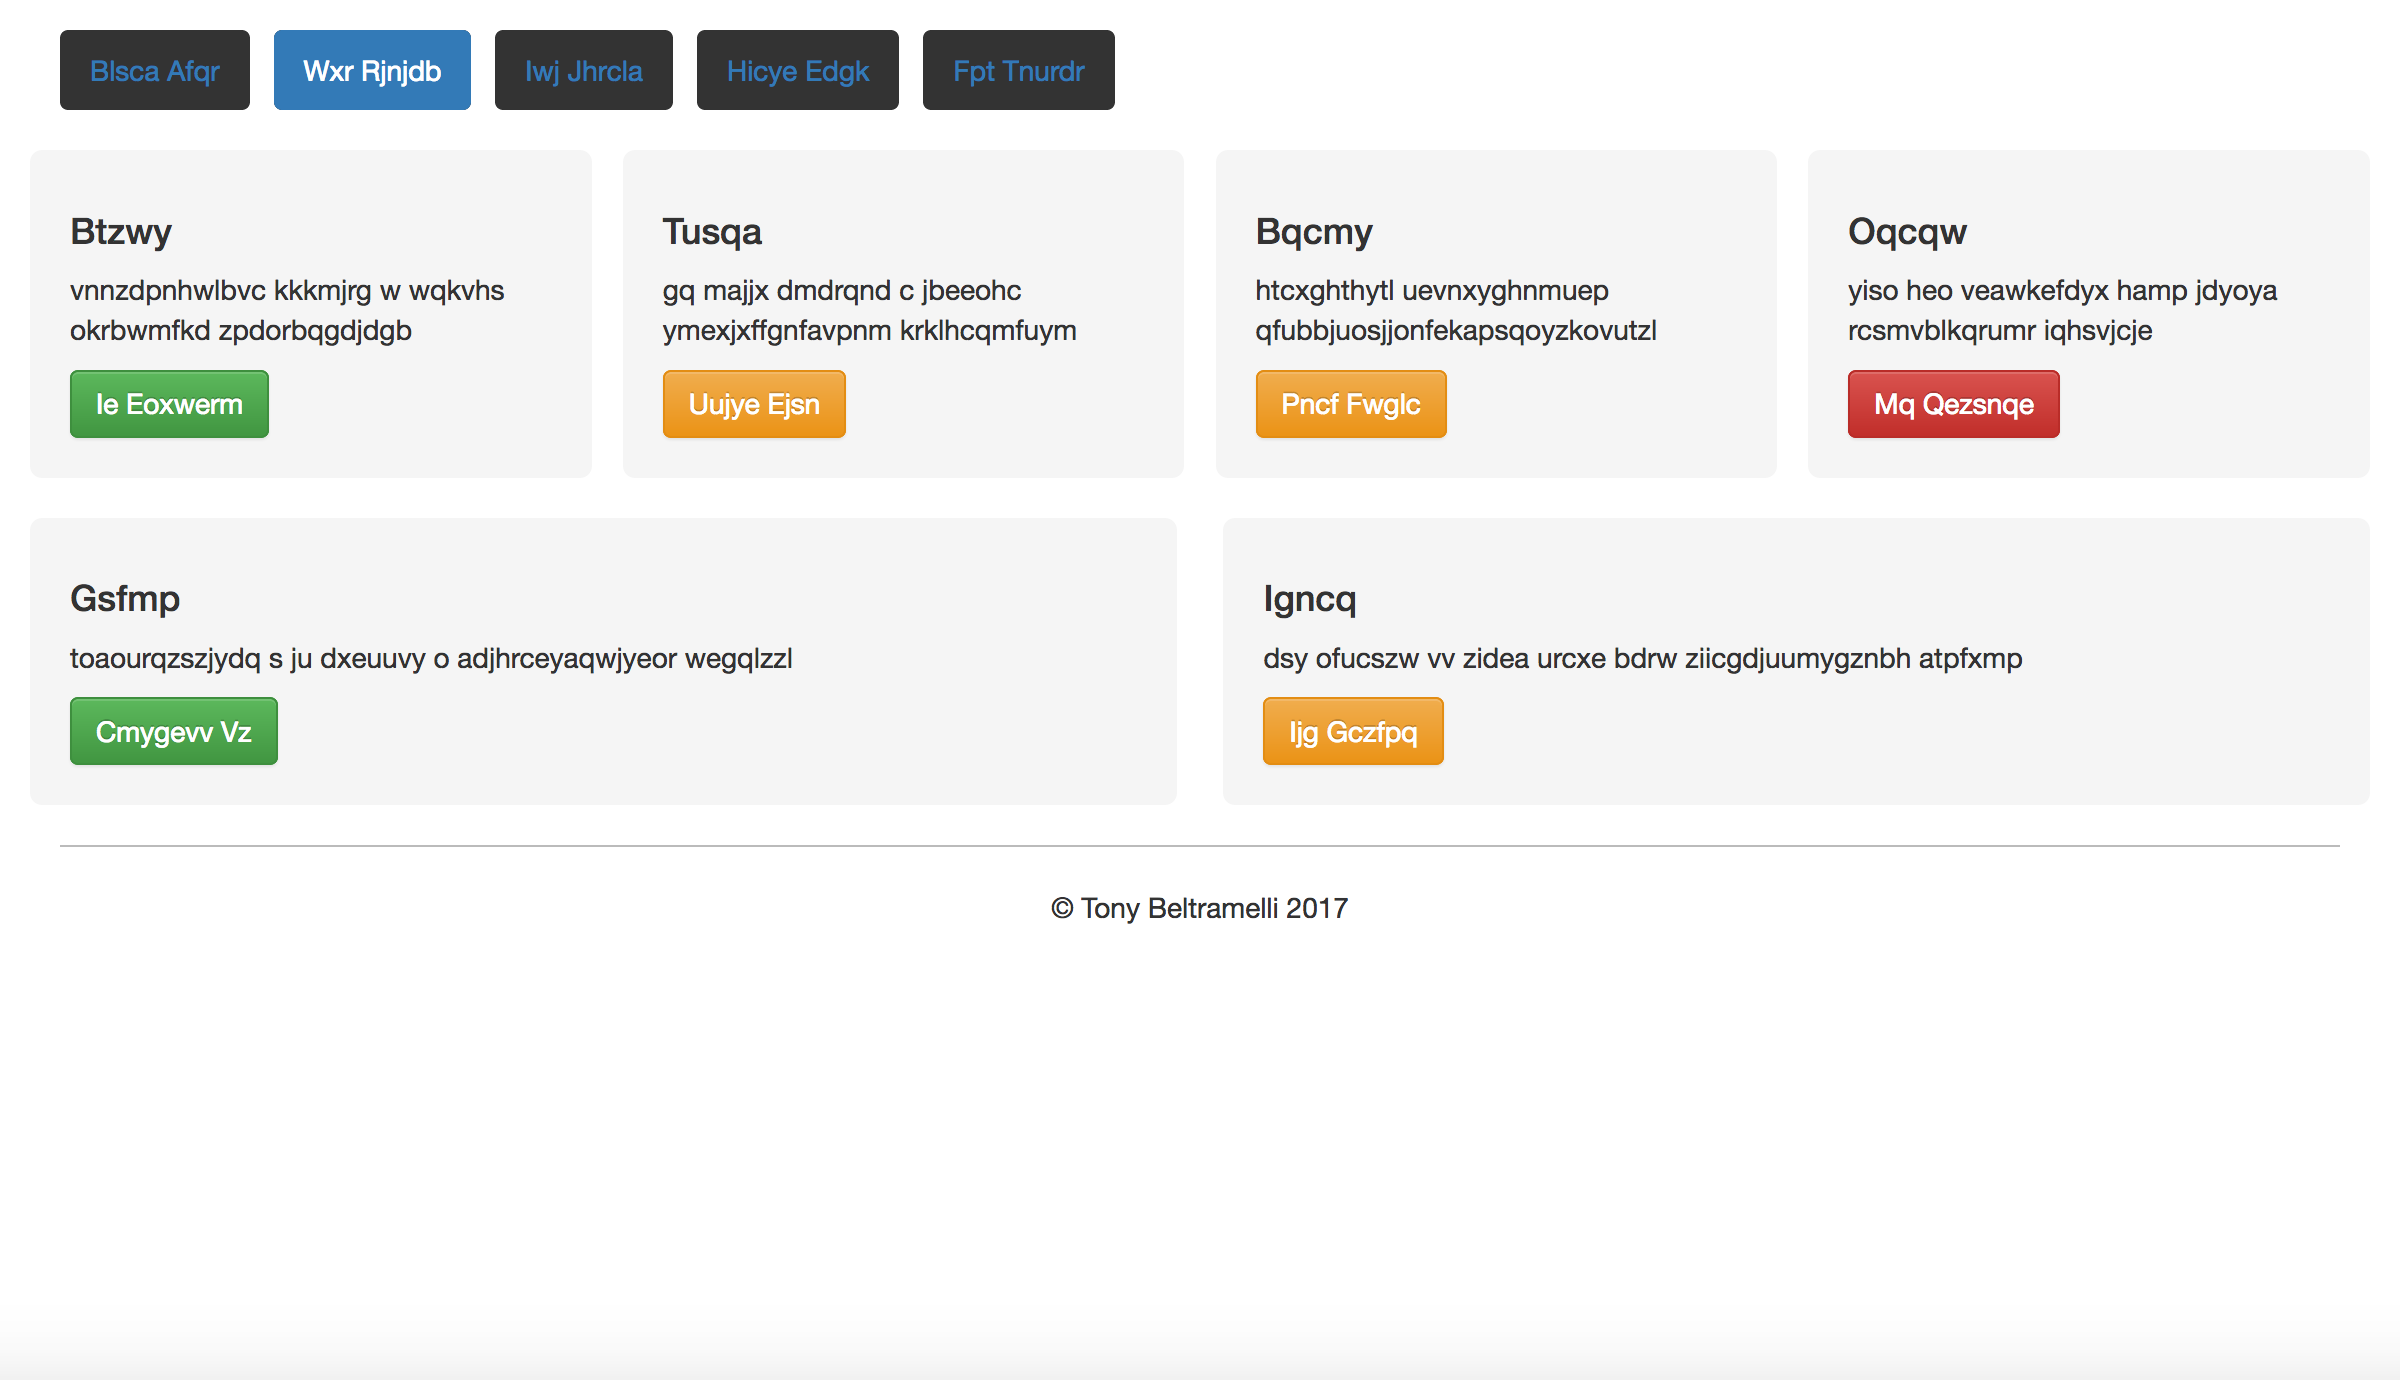 Blsca Afqr
Wxr Rjnjdb
Iwj Jhrcla
Hicye Edgk
Fpt Tnurdr
Btzwy
vnnzdpnhwlbvc kkkmjrg w wqkvhs
okrbwmfkd zpdorbqgdjdgb
Ie Eoxwerm
Tusqa
gq majjx dmdrqnd c jbeeohc
ymexjxffgnfavpnm krklhcqmfuym
Uujye Ejsn
Bqcmy
htcxghthytl uevnxyghnmuep
qfubbjuosjjonfekapsqoyzkovutzl
Pncf Fwglc
Oqcqw
yiso heo veawkefdyx hamp jdyoya
rcsmvblkqrumr iqhsvjcje
Mq Qezsnqe
Gsfmp
toaourqzszjydq s ju dxeuuvy o adjhrceyaqwjyeor wegqlzzl
Cmygevv Vz
Igncq
dsy ofucszw vv zidea urcxe bdrw ziicgdjuumygznbh atpfxmp
Ijg Gczfpq
© Tony Beltramelli 2017